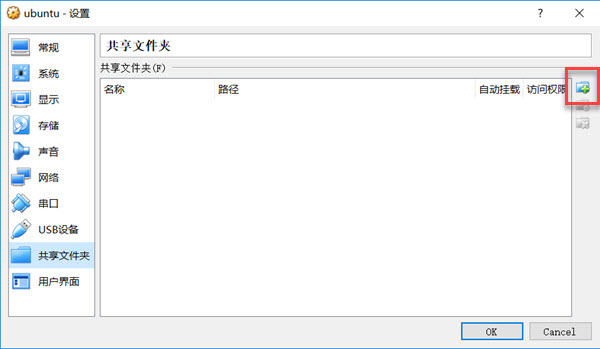 ubuntu - 设置
常规
系统
显示
存储
声音
网络
串口
USB设备
共享文件夹
用户界面
共享文件夹
共享文件夹(F)
名称 路径 自动挂载 访问权限
OK Cancel